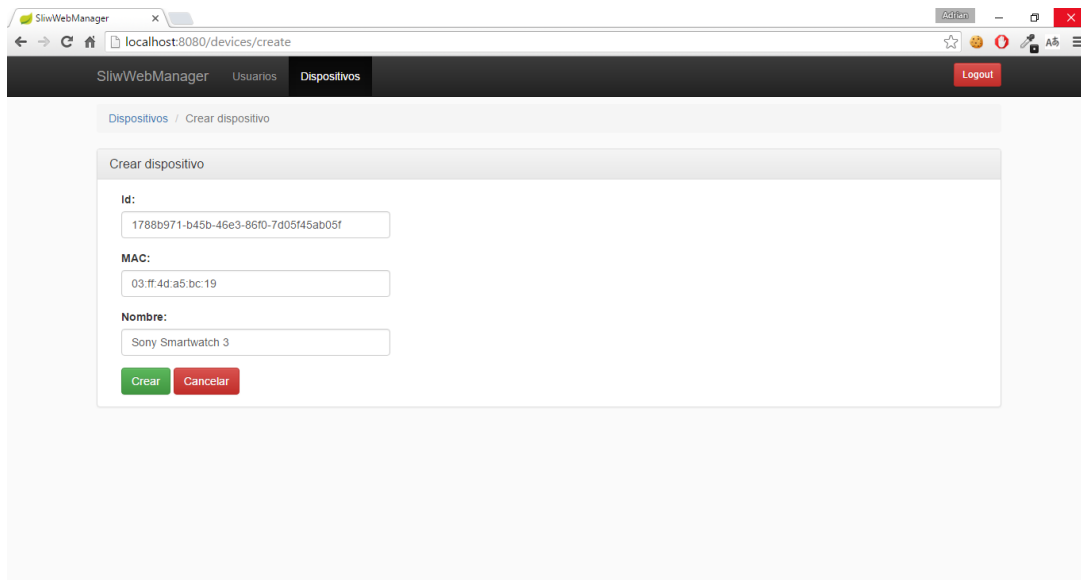 SliwWebManager
Adrian
localhost:8080/devices/create
SliwWebManager Usuarios Dispositivos Logout
Dispositivos / Crear dispositivo
Crear dispositivo
Id:
1788b971-b45b-46e3-86f0-7d05f45ab05f
MAC:
03:ff:4d:a5:bc:19
Nombre:
Sony Smartwatch 3
Crear Cancelar